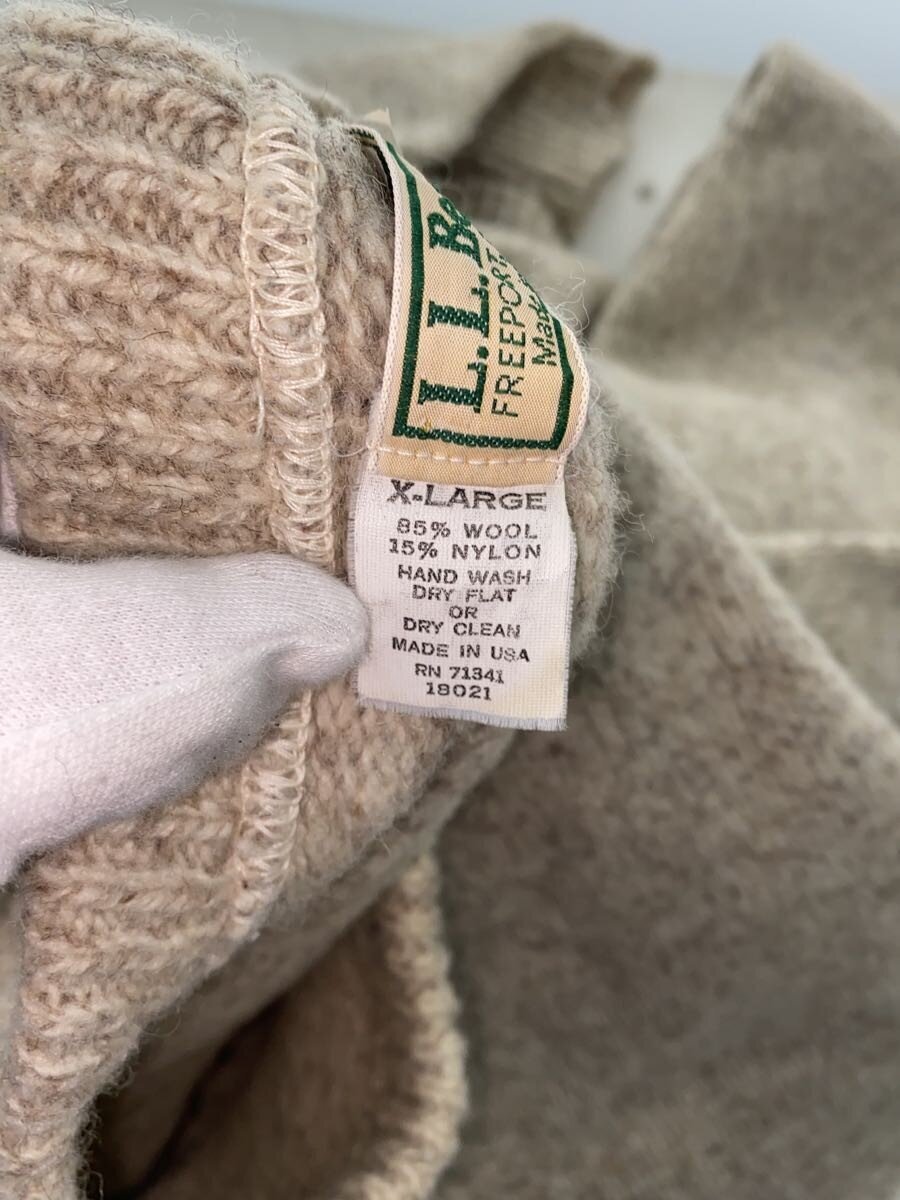 L.L.
FREEPORT
X-LARGE
85% WOOL
15% NYLON
HAND WASH
DRY FLAT
OR
DRY CLEAN
MADE IN USA
RN 71341
18021